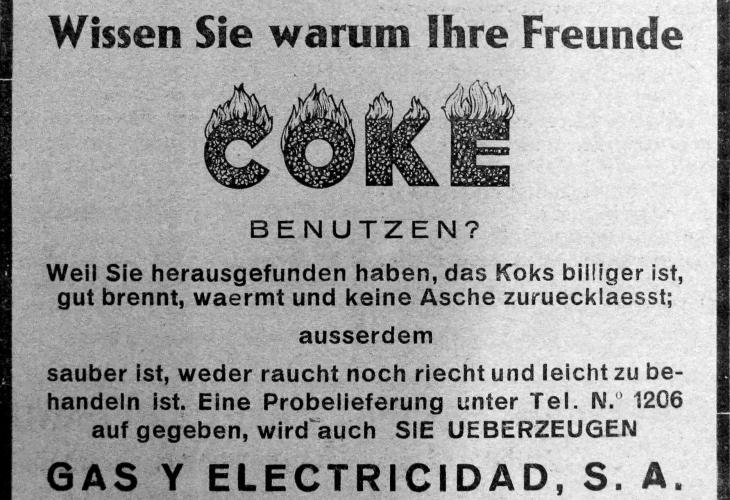 Wissen Sie warum Ihre Freunde
COKE
BENUTZEN?
Weil Sie herausgefunden haben, das Koks billiger ist,
gut brennt, waermt und keine Asche zuruecklaesst;
ausserdem
sauber ist, weder raucht noch riecht und leicht zu be-
handeln ist. Eine Probelieferung unter Tel. N.º 1206
auf gegeben, wird auch SIE UEBERZEUGEN
GAS Y ELECTRICIDAD, S. A.